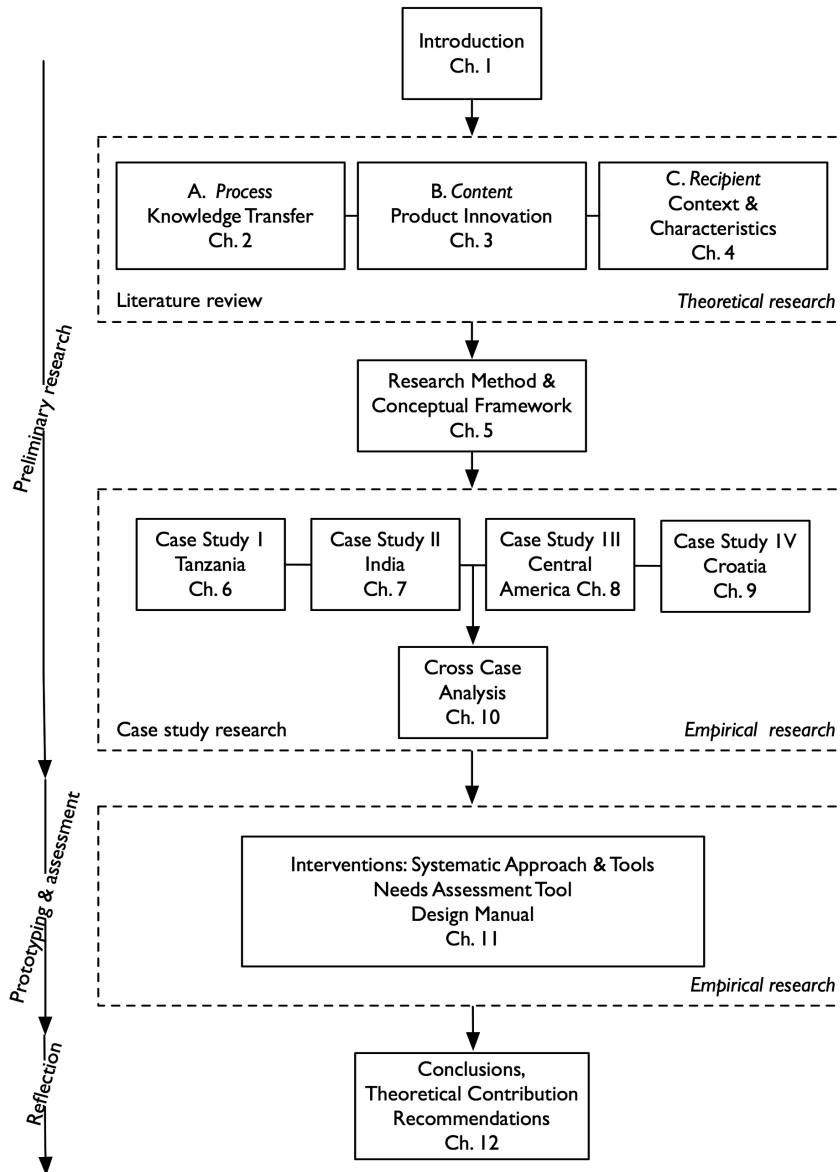 Introduction
Ch. 1
A. Process
Knowledge Transfer
Ch. 2
B. Content
Product Innovation
Ch. 3
C. Recipient
Context &
Characteristics
Ch. 4
Literature review
Theoretical research
Research Method &
Conceptual Framework
Ch. 5
Preliminary research
Case Study I
Tanzania
Ch. 6
Case Study II
India
Ch. 7
Case Study III
Central
America Ch. 8
Case Study IV
Croatia
Ch. 9
Cross Case
Analysis
Ch. 10
Case study research
Empirical research
Prototyping & assessment
Interventions: Systematic Approach & Tools
Needs Assessment Tool
Design Manual
Ch. 11
Empirical research
Reflection
Conclusions,
Theoretical Contribution
Recommendations
Ch. 12